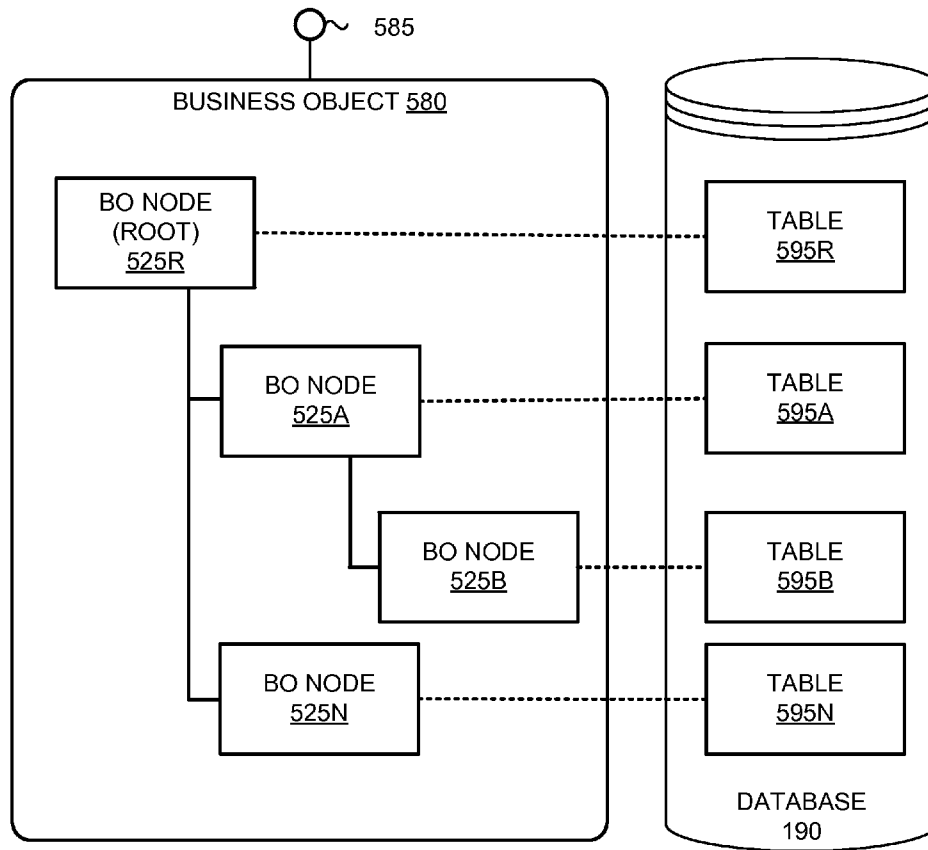 585
BUSINESS OBJECT 580
BO NODE
(ROOT)
525R
TABLE
595R
BO NODE
525A
TABLE
595A
BO NODE
525B
TABLE
595B
BO NODE
525N
TABLE
595N
DATABASE
190